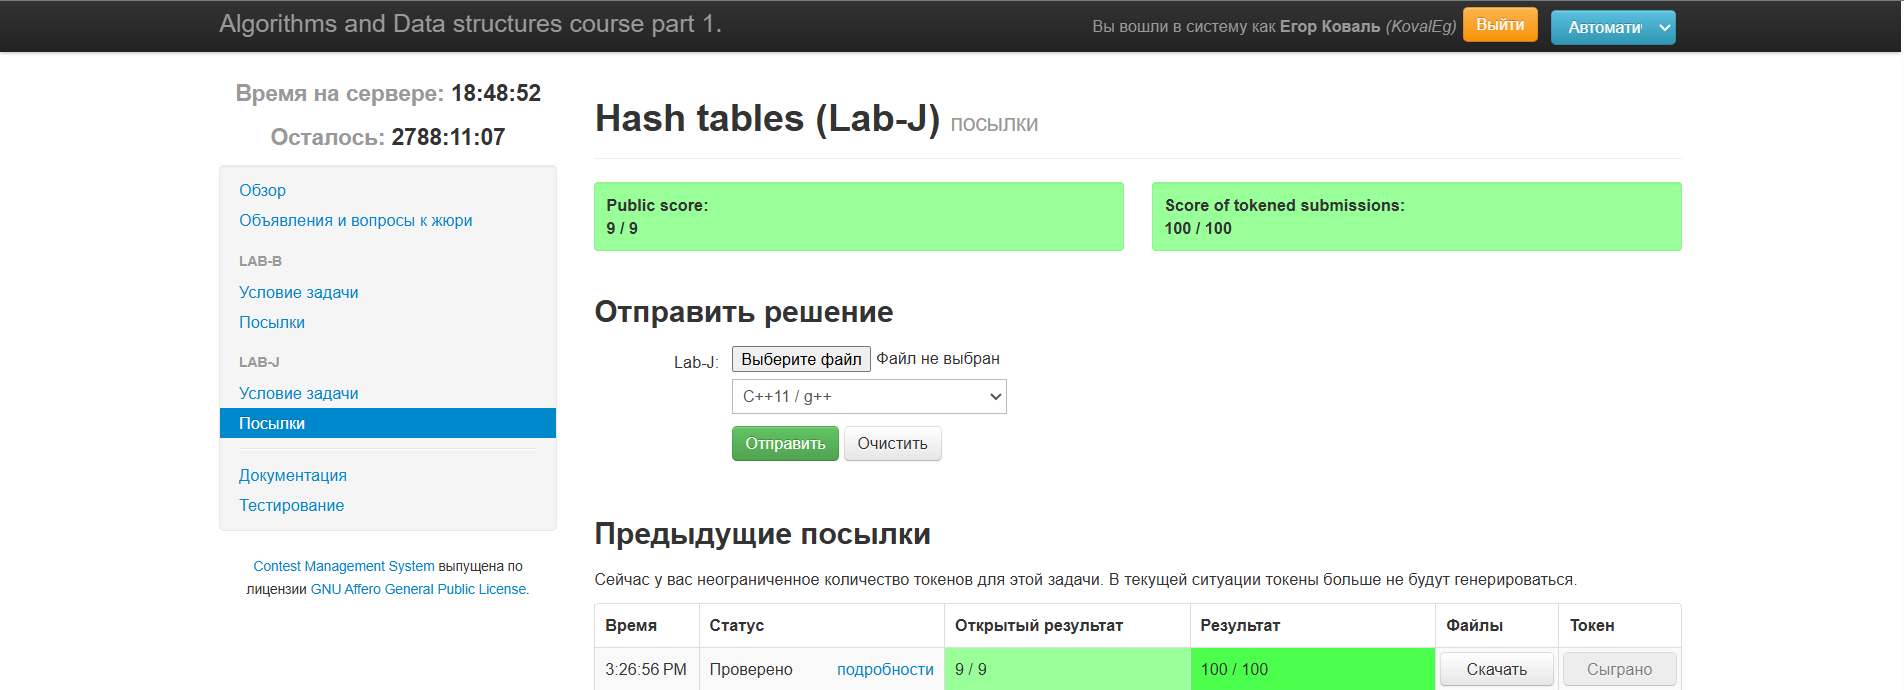 Algorithms and Data structures course part 1.
Вы вошли в систему как Егор Коваль (KovalEg)
Выйти
Автомати
Время на сервере: 18:48:52
Осталось: 2788:11:07
Обзор
Объявления и вопросы к жюри
LAB-B
Условие задачи
Посылки
LAB-J
Условие задачи
Посылки
Документация
Тестирование
Contest Management System выпущена по
лицензии GNU Affero General Public License.
Hash tables (Lab-J) посылки
Public score:
9 / 9
Score of tokened submissions:
100 / 100
Отправить решение
Lab-J: Выберите файл Файл не выбран
C++11 / g++
Отправить Очистить
Предыдущие посылки
Сейчас у вас неограниченное количество токенов для этой задачи. В текущей ситуации токены больше не будут генерироваться.
Время Статус Открытый результат Результат Файлы Токен
3:26:56 PM Проверено подробности 9 / 9 100 / 100 Скачать Сыграно